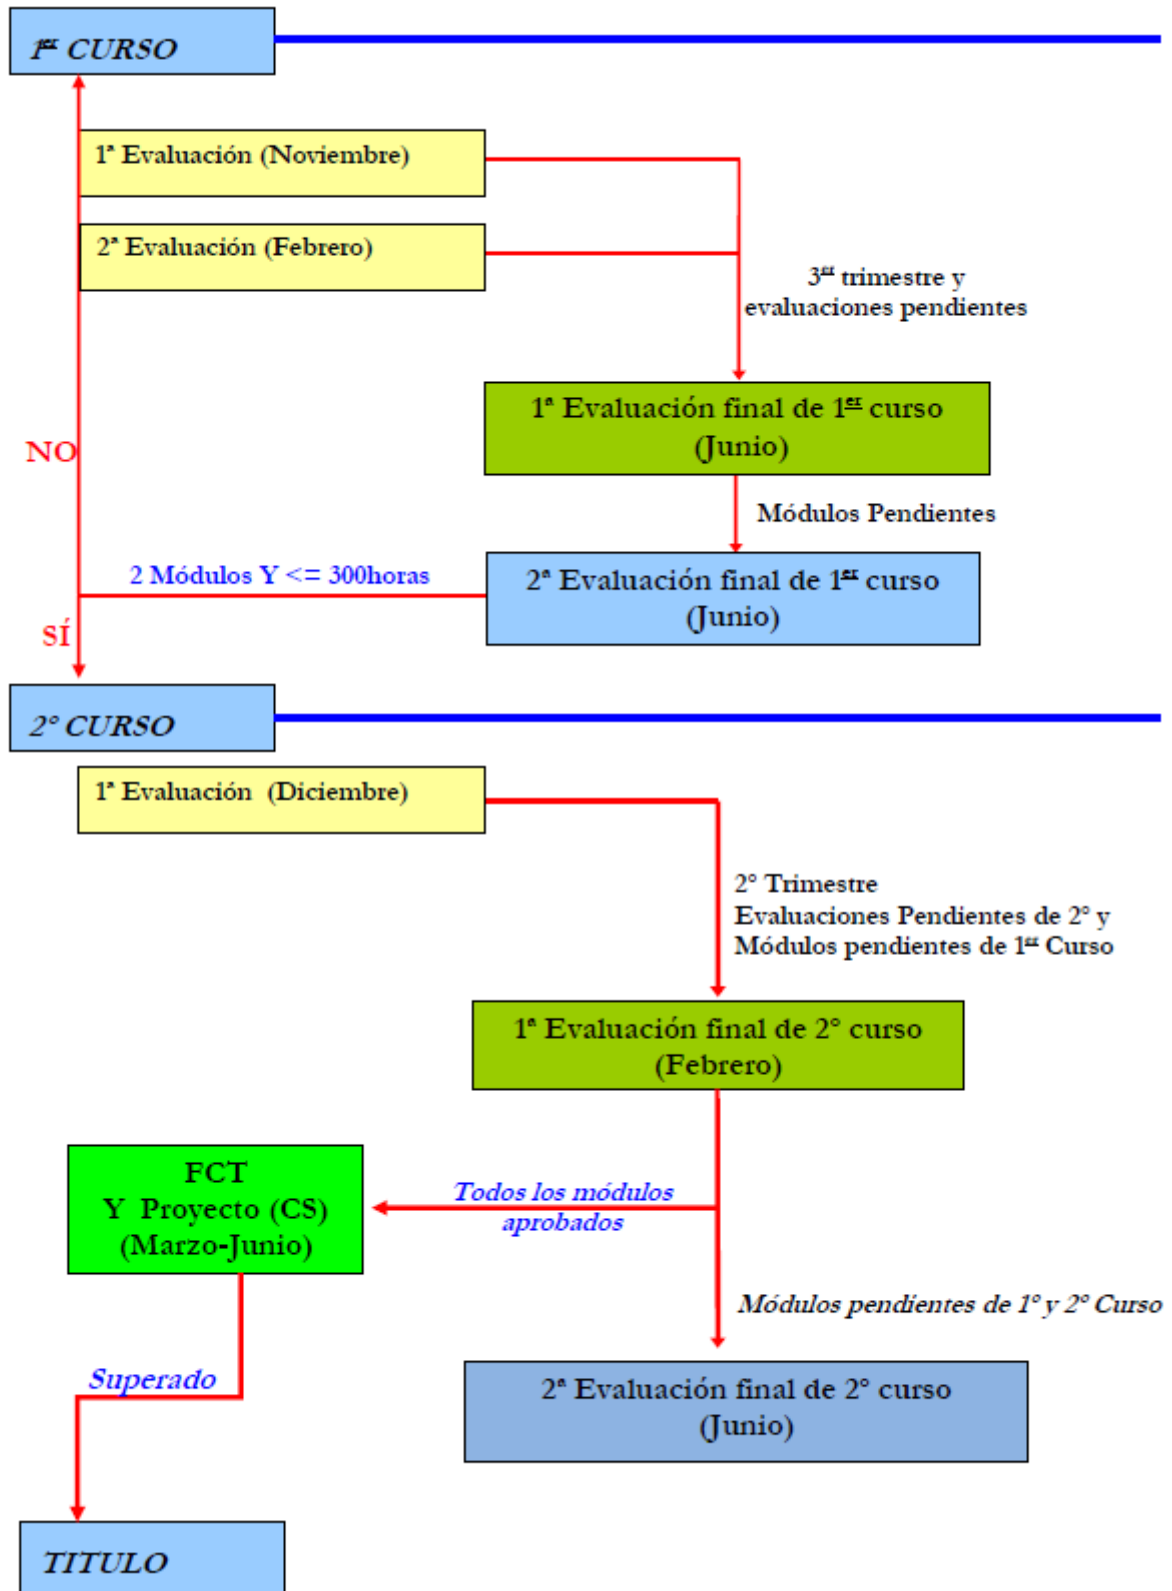 1er CURSO
1ª Evaluación (Noviembre)
2ª Evaluación (Febrero)
3er trimestre y
evaluaciones pendientes
1ª Evaluación final de 1er curso
(Junio)
NO
Módulos Pendientes
2 Módulos Y <= 300horas
2ª Evaluación final de 1er curso
(Junio)
SÍ
2º CURSO
1ª Evaluación (Diciembre)
2º Trimestre
Evaluaciones Pendientes de 2º y
Módulos pendientes de 1er Curso
1ª Evaluación final de 2º curso
(Febrero)
FCT
Y Proyecto (CS)
(Marzo-Junio)
Todos los módulos
aprobados
Módulos pendientes de 1º y 2º Curso
Superado
2ª Evaluación final de 2º curso
(Junio)
TITULO